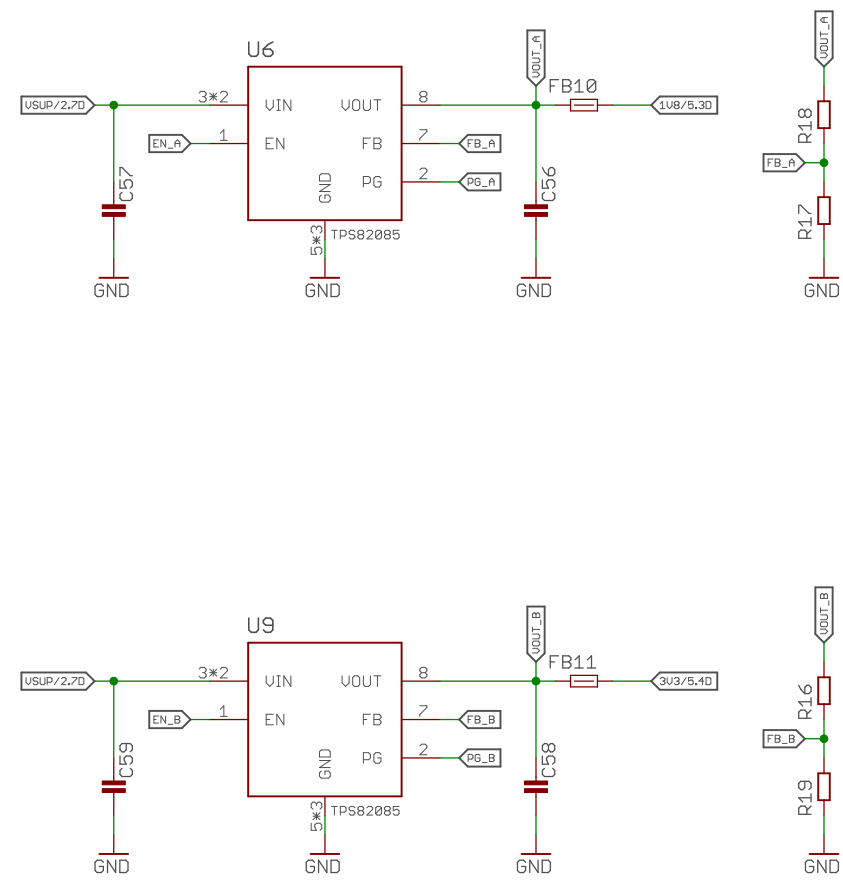 U6
VOUT_A
VOUT_A
FB10
VSUP/2.7D
3*2
VIN
VOUT
8
1V8/5.3D
R18
EN_A
1
EN
FB
7
FB_A
FB_A
C57
GND
PG
2
PG_A
C56
R17
5*3
TPS82085
GND
GND
GND
GND
U9
VOUT_B
VOUT_B
FB11
VSUP/2.7D
3*2
VIN
VOUT
8
3V3/5.4D
R16
EN_B
1
EN
FB
7
FB_B
FB_B
C59
GND
PG
2
PG_B
C58
R19
5*3
TPS82085
GND
GND
GND
GND